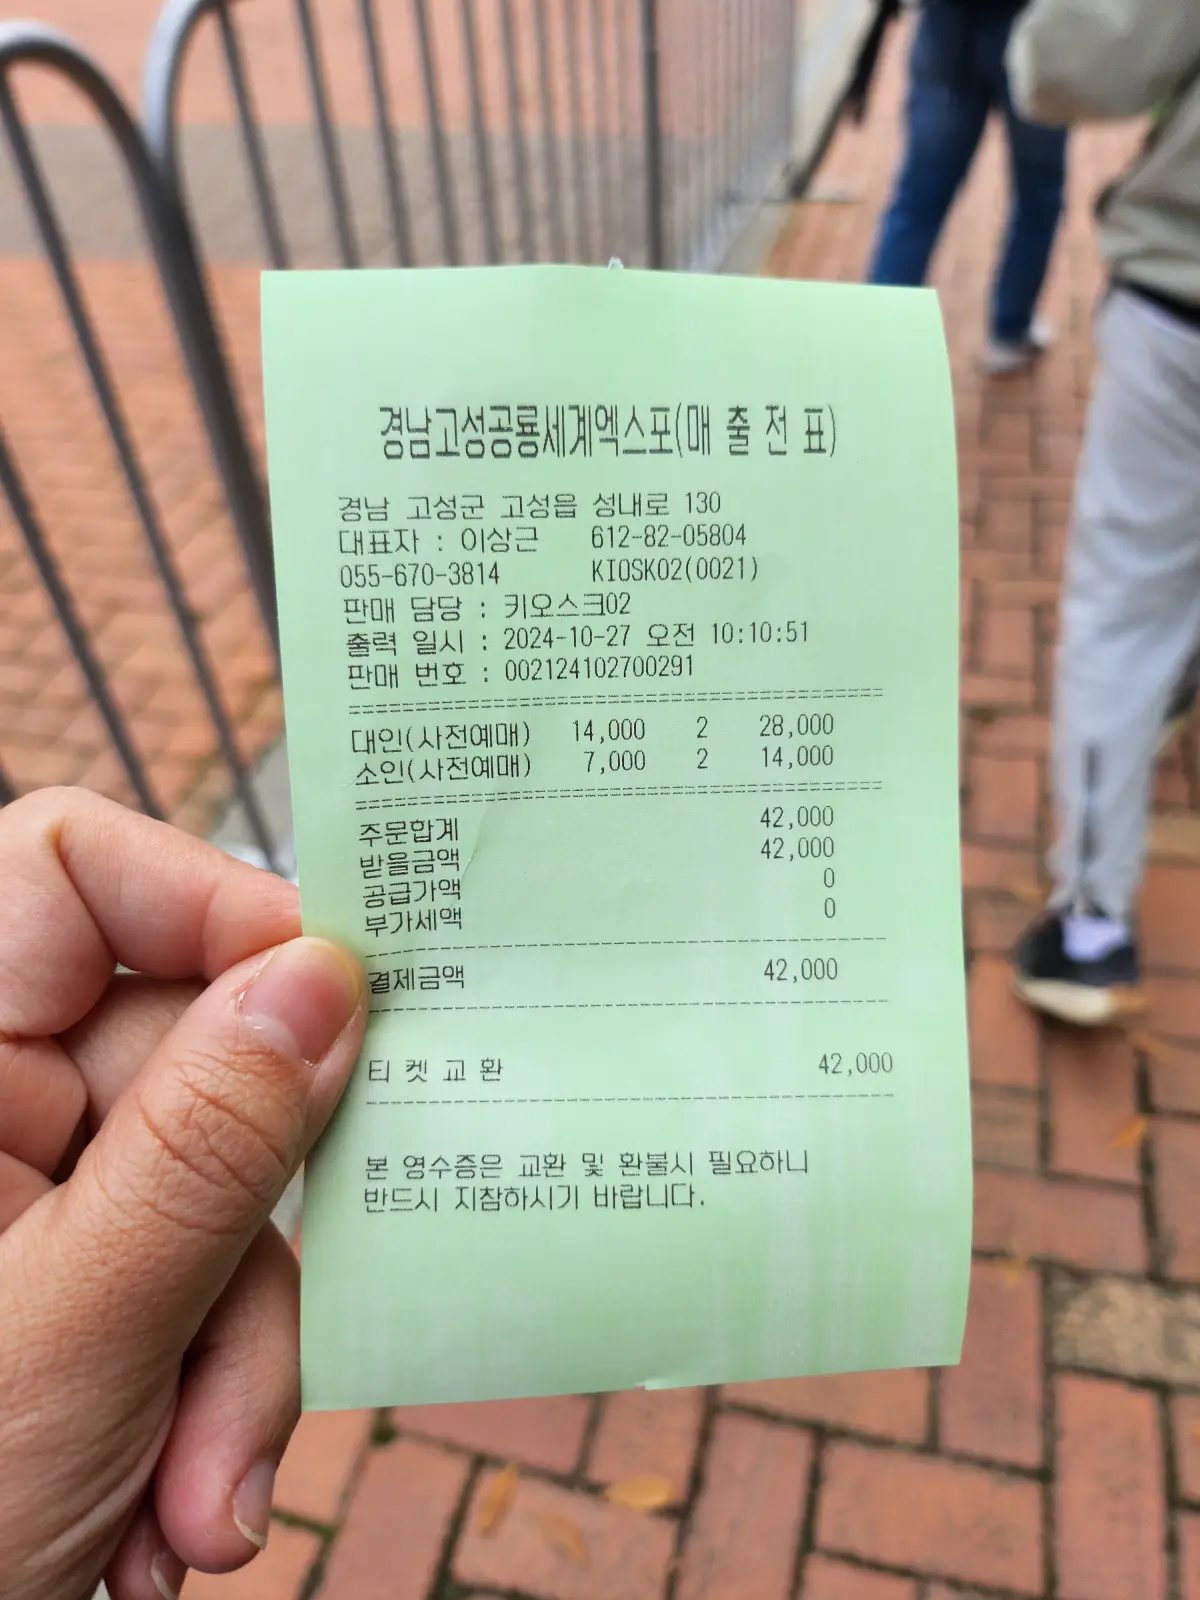 경남고성공룡세계엑스포(매 출 전 표)
경남 고성군 고성읍 성내로 130
대표자 : 이상근 612-82-05804
055-670-3814 KIOSK02(0021)
판매 담당 : 키오스크02
출력 일시 : 2024-10-27 오전 10:10:51
판매 번호 : 002124102700291
대인(사전예매) 14,000 2 28,000
소인(사전예매) 7,000 2 14,000
주문합계 42,000
받을금액 42,000
공급가액 0
부가세액 0
결제금액 42,000
티 켓 교 환 42,000
본 영수증은 교환 및 환불시 필요하니
반드시 지참하시기 바랍니다.